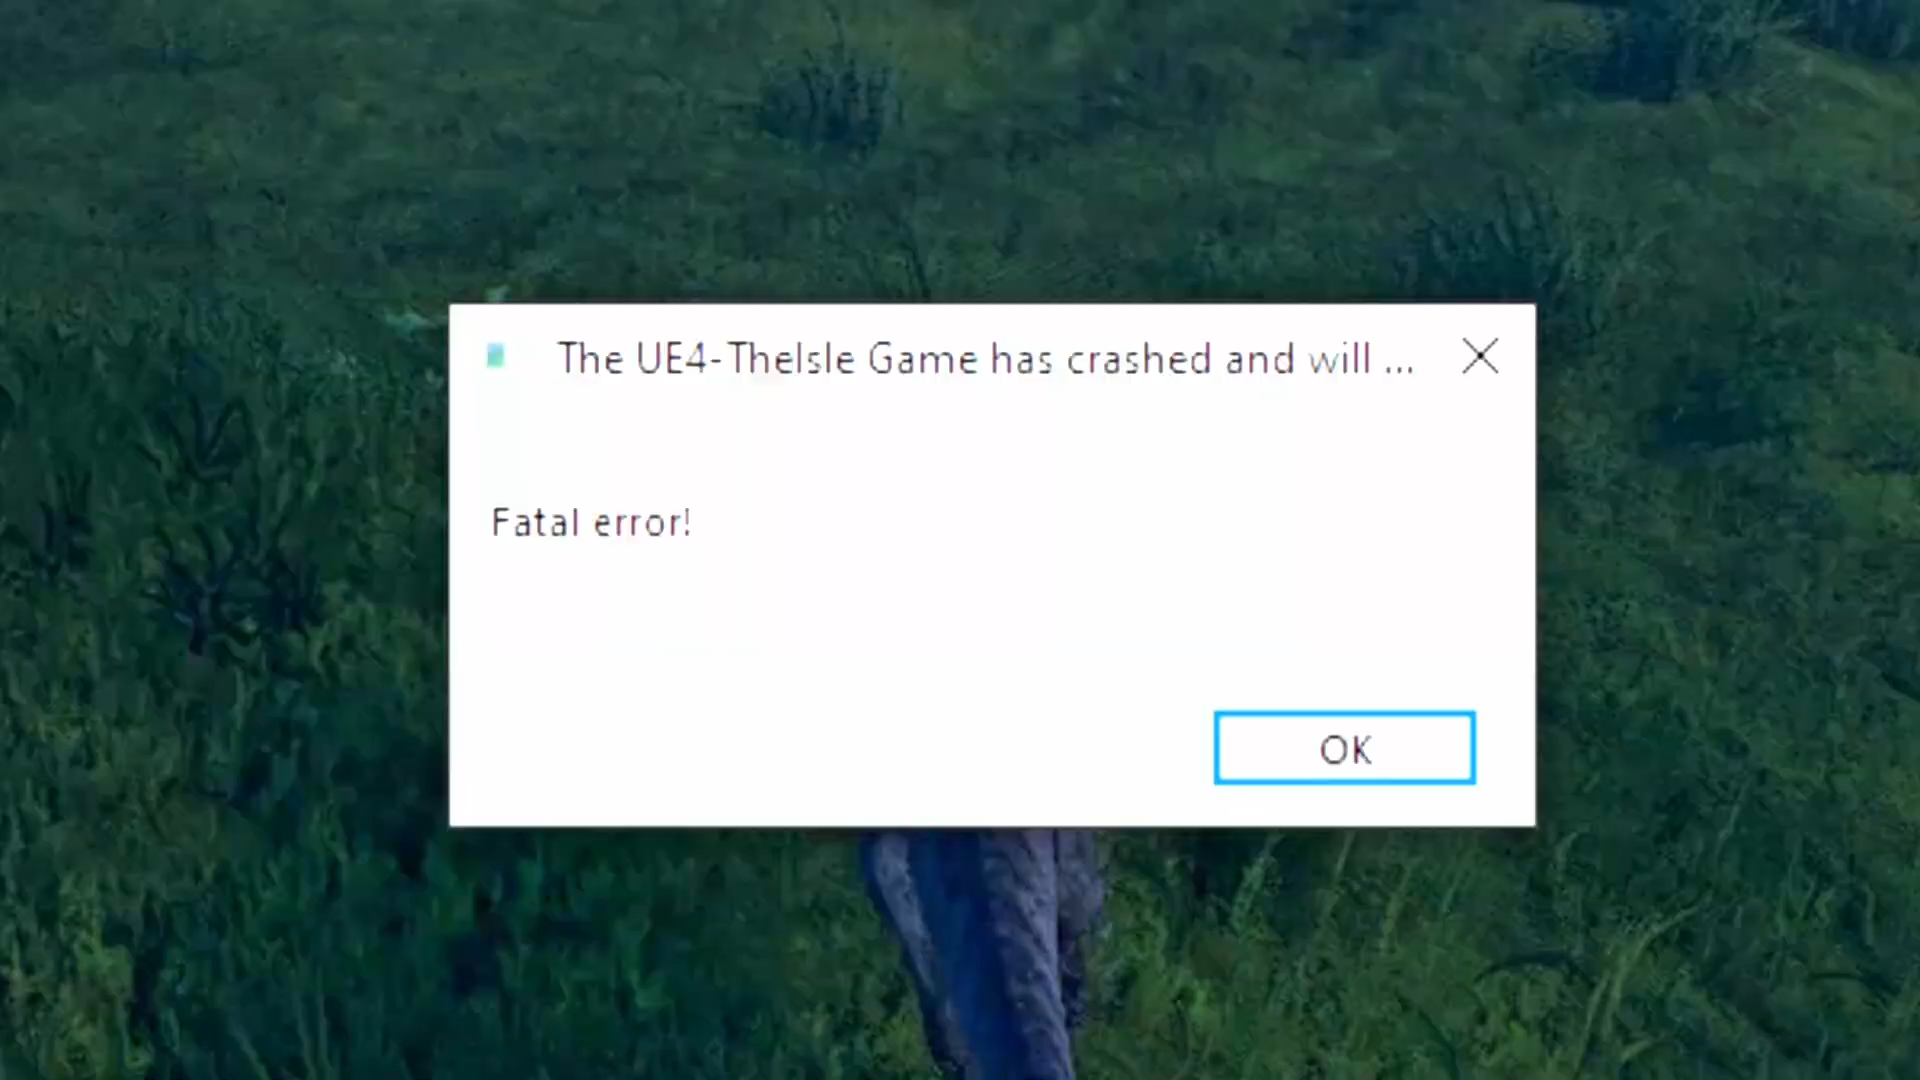 The UE4-TheIsle Game has crashed and will ...
Fatal error!
OK